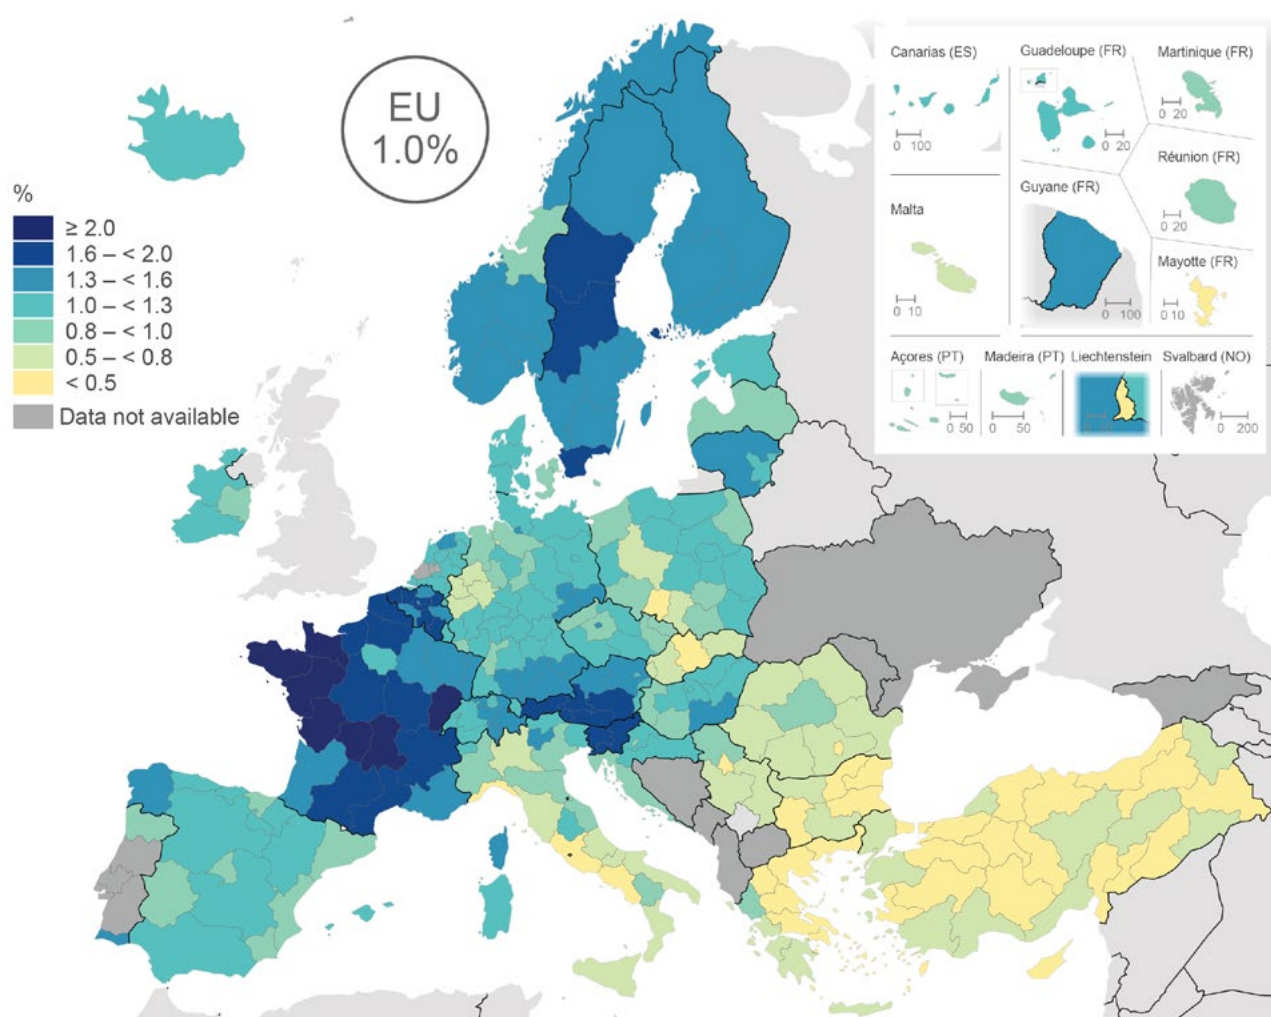 EU
1.0%
%
≥ 2.0
1.6 – < 2.0
1.3 – < 1.6
1.0 – < 1.3
0.8 – < 1.0
0.5 – < 0.8
< 0.5
Data not available
Canarias (ES)
0 100
Guadeloupe (FR)
0 20
Martinique (FR)
0 20
Réunion (FR)
0 20
Malta
0 10
Guyane (FR)
0 100
Mayotte (FR)
0 10
Açores (PT)
0 50
Madeira (PT)
0 50
Liechtenstein
Svalbard (NO)
0 200